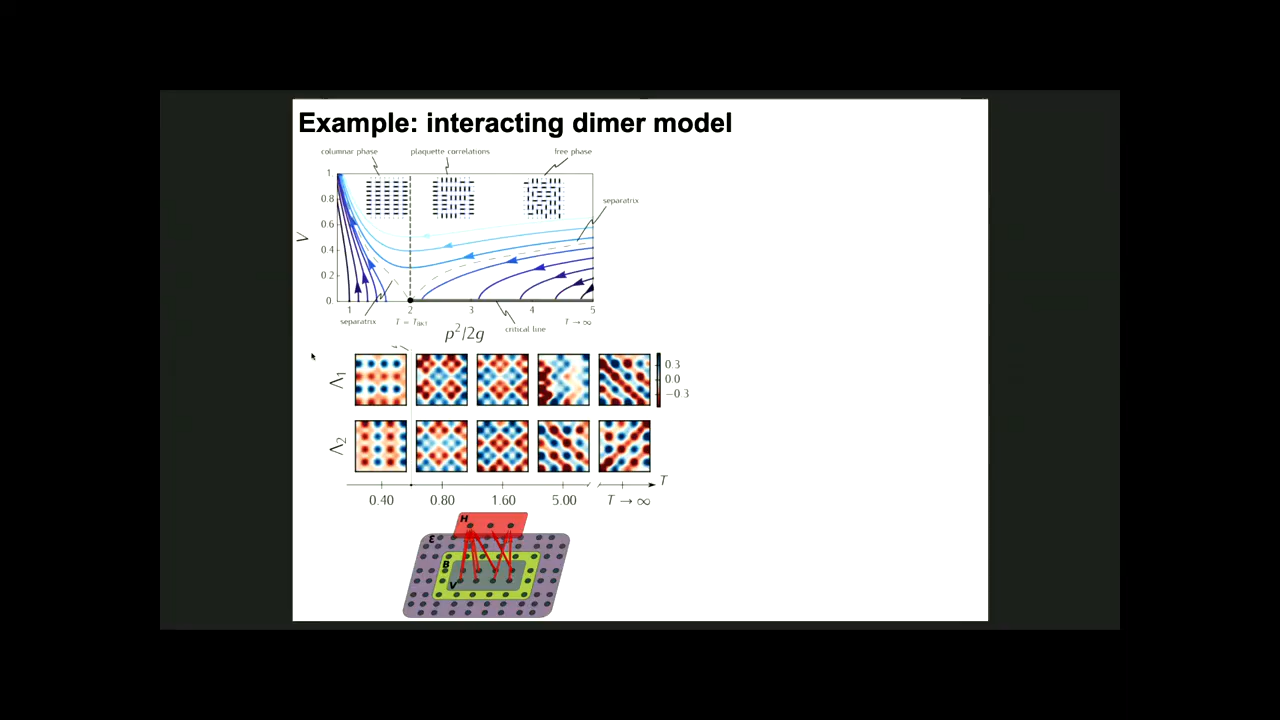 Example: interacting dimer model
columnar phase plaquette correlations free phase
separatrix
V
1.
0.8
0.6
0.4
0.2
0.
1 2 3 4 5
separatrix T = T_BKT critical line T → ∞
p²/2g
Λ₁
0.3
0.0
−0.3
Λ₂
T
0.40 0.80 1.60 5.00 T → ∞
H
ε
B
V